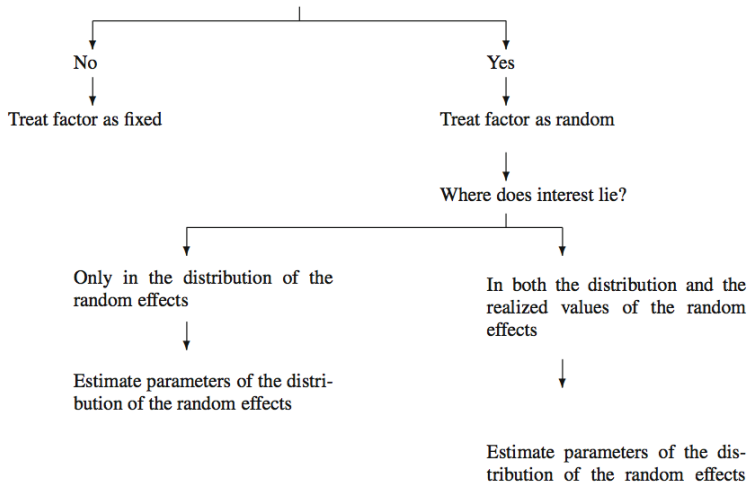 No
Yes
Treat factor as fixed
Treat factor as random
Where does interest lie?
Only in the distribution of the
random effects
In both the distribution and the
realized values of the random
effects
Estimate parameters of the distri-
bution of the random effects
Estimate parameters of the dis-
tribution of the random effects